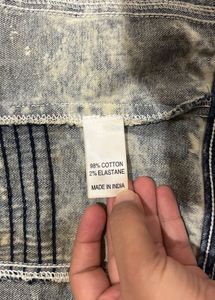 98% COTTON
2% ELASTANE
MADE IN INDIA